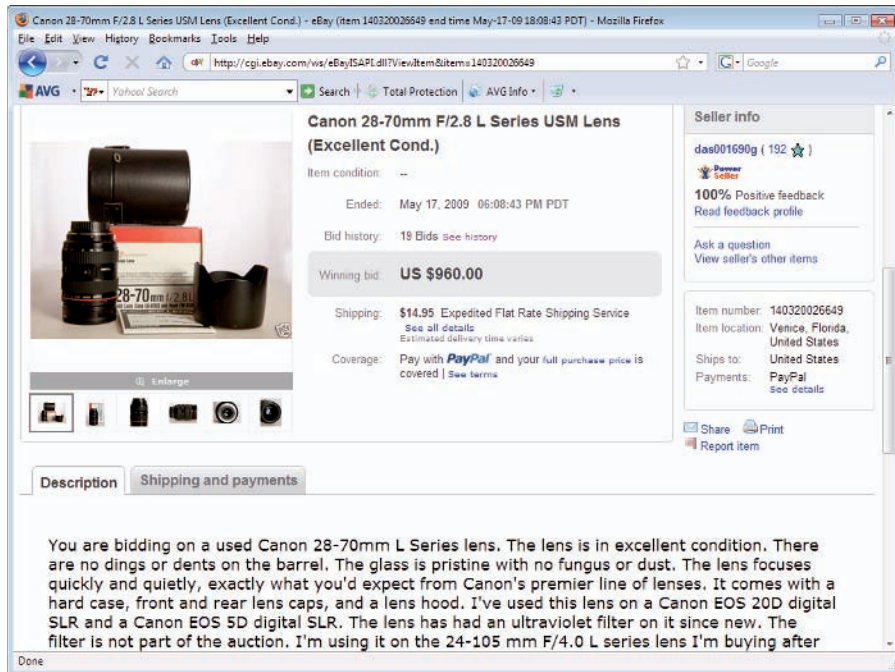 Canon 28-70mm F/2.8 L Series USM Lens (Excellent Cond.) - eBay (item 140320026649 end time May-17-09 18:08:43 PDT) - Mozilla Firefox
File Edit View History Bookmarks Tools Help
http://cgi.ebay.com/ws/eBayISAPI.dll?ViewItem&item=140320026649
Google
AVG Yahoo! Search Search Total Protection AVG Info
Canon 28-70mm F/2.8 L Series USM Lens
(Excellent Cond.)
Item condition: --
Ended: May 17, 2009 06:08:43 PM PDT
Bid history: 19 Bids See history
Winning bid: US $960.00
Shipping: $14.95 Expedited Flat Rate Shipping Service
See all details
Estimated delivery time varies
Coverage: Pay with PayPal and your full purchase price is
covered | See terms
28-70mm f/2.8L
Enlarge
Seller info
das001690g ( 192 )
Power
Seller
100% Positive feedback
Read feedback profile
Ask a question
View seller's other items
Item number: 140320026649
Item location: Venice, Florida,
United States
Ships to: United States
Payments: PayPal
See details
Share Print
Report item
Description Shipping and payments
You are bidding on a used Canon 28-70mm L Series lens. The lens is in excellent condition. There
are no dings or dents on the barrel. The glass is pristine with no fungus or dust. The lens focuses
quickly and quietly, exactly what you'd expect from Canon's premier line of lenses. It comes with a
hard case, front and rear lens caps, and a lens hood. I've used this lens on a Canon EOS 20D digital
SLR and a Canon EOS 5D digital SLR. The lens has had an ultraviolet filter on it since new. The
filter is not part of the auction. I'm using it on the 24-105 mm F/4.0 L series lens I'm buying after
Done